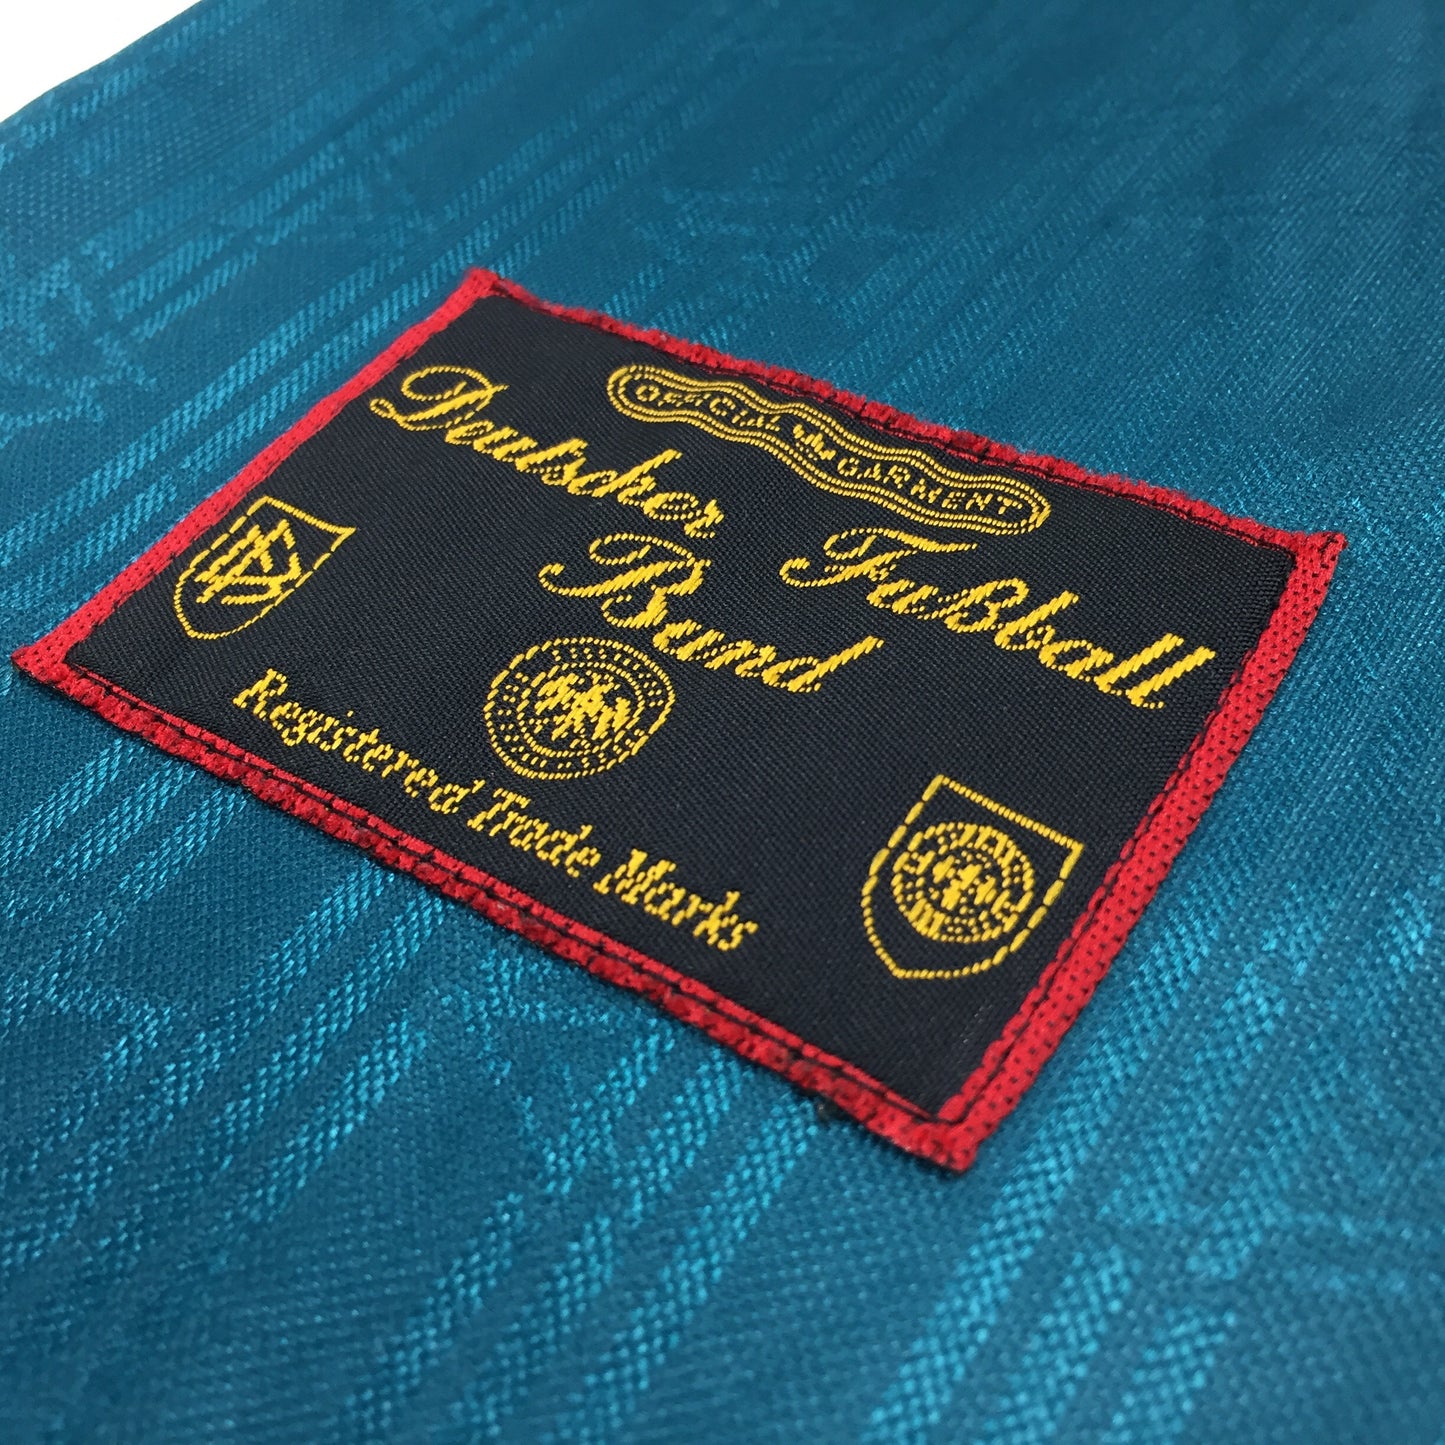 OFFICIAL GARMENT
Deutscher Fußball
Bund
Registered Trade Marks